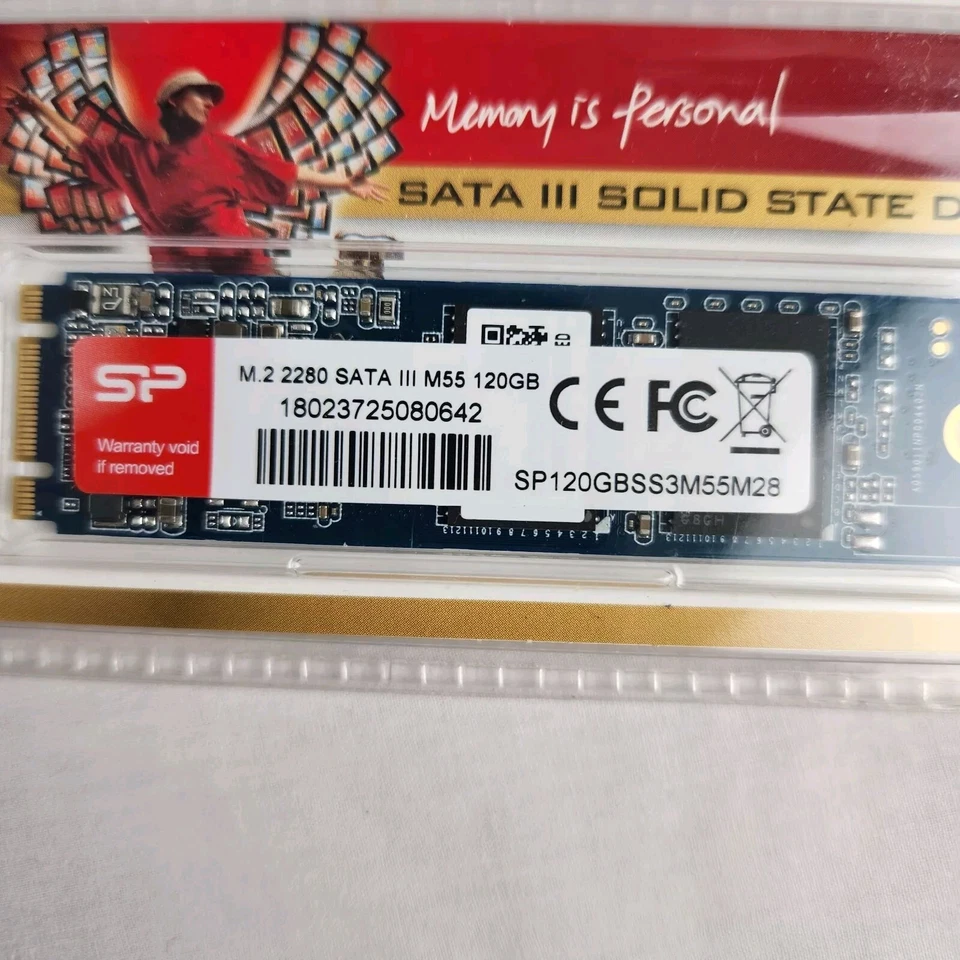 Memory is Personal
SATA III SOLID STATE D
SP
Warranty void
if removed
M.2 2280 SATA III M55 120GB
18023725080642
CE FC
SP120GBSS3M55M28